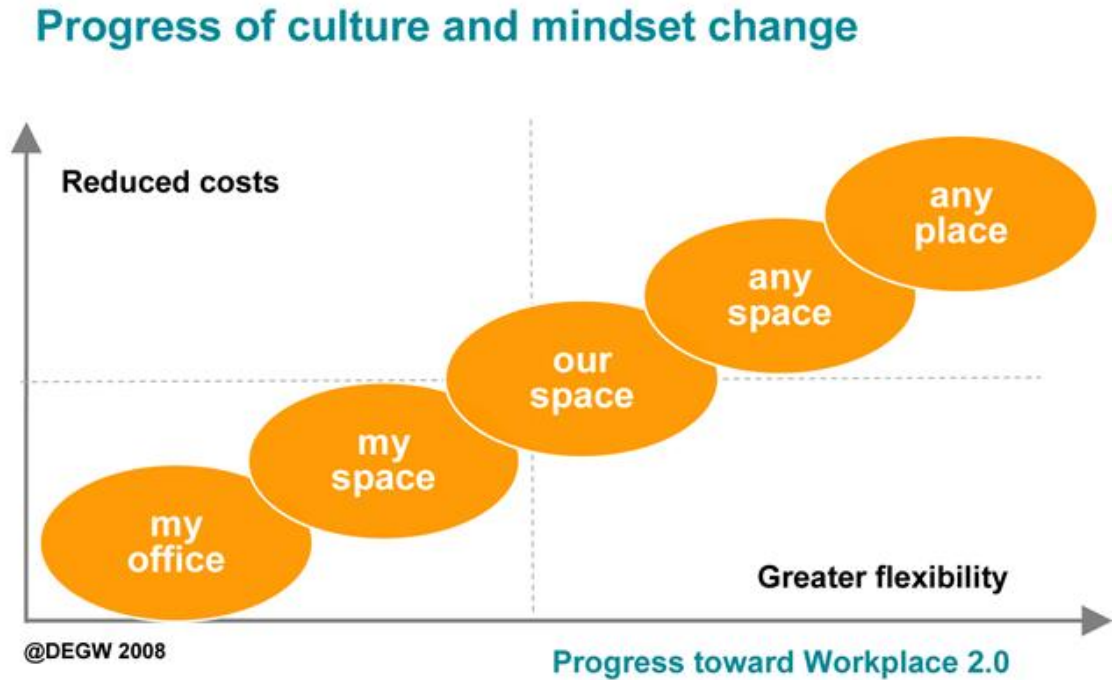 Progress of culture and mindset change
Reduced costs
any
place
any
space
our
space
my
space
my
office
Greater flexibility
@DEGW 2008
Progress toward Workplace 2.0